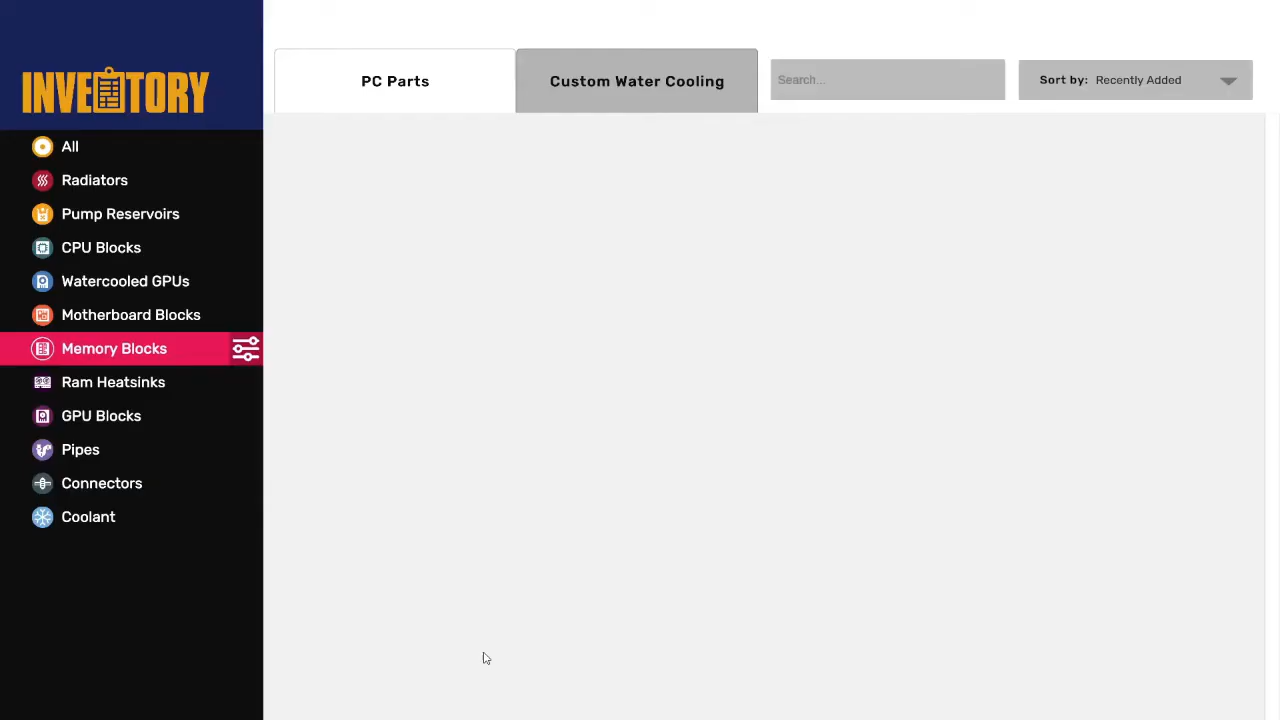 INVENTORY
PC Parts
Custom Water Cooling
Search...
Sort by: Recently Added
All
Radiators
Pump Reservoirs
CPU Blocks
Watercooled GPUs
Motherboard Blocks
Memory Blocks
Ram Heatsinks
GPU Blocks
Pipes
Connectors
Coolant